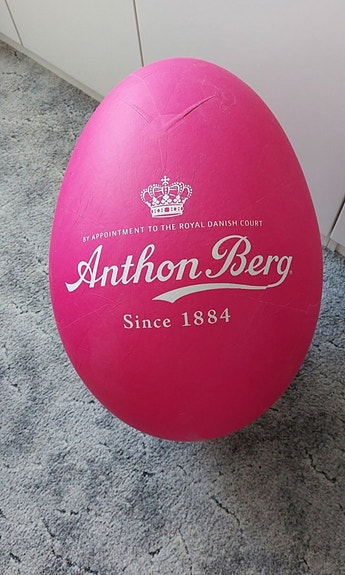 BY APPOINTMENT TO THE ROYAL DANISH COURT
Anthon Berg
Since 1884